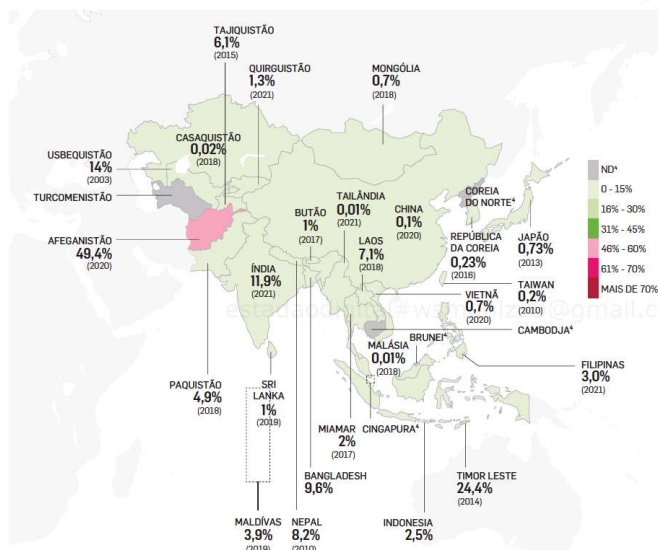 TAJIQUISTÃO
6,1%
(2015)
QUIRGUISTÃO
1,3%
(2021)
MONGÓLIA
0,7%
(2018)
CASAQUISTÃO
0,02%
(2018)
USBEQUISTÃO
14%
(2003)
TURCOMENISTÃO
AFEGANISTÃO
49,4%
(2020)
BUTÃO
1%
(2017)
TAILÂNDIA
0,01%
(2021)
CHINA
0,1%
(2020)
LAOS
7,1%
(2018)
ÍNDIA
11,9%
(2021)
COREIA
DO NORTE⁴
REPÚBLICA
DA COREIA
0,23%
(2016)
JAPÃO
0,73%
(2013)
TAIWAN
0,2%
(2010)
VIETNÃ
0,7%
(2020)
CAMBODJA⁴
BRUNEI⁴
MALÁSIA
0,01%
(2018)
FILIPINAS
3,0%
(2021)
PAQUISTÃO
4,9%
(2018)
SRI
LANKA
1%
(2019)
MIAMAR
2%
(2017)
CINGAPURA⁴
BANGLADESH
9,6%
TIMOR LESTE
24,4%
(2014)
MALDÍVAS
3,9%
(2019)
NEPAL
8,2%
(2010)
INDONESIA
2,5%
ND⁴
0 - 15%
16% - 30%
31% - 45%
46% - 60%
61% - 70%
MAIS DE 70%